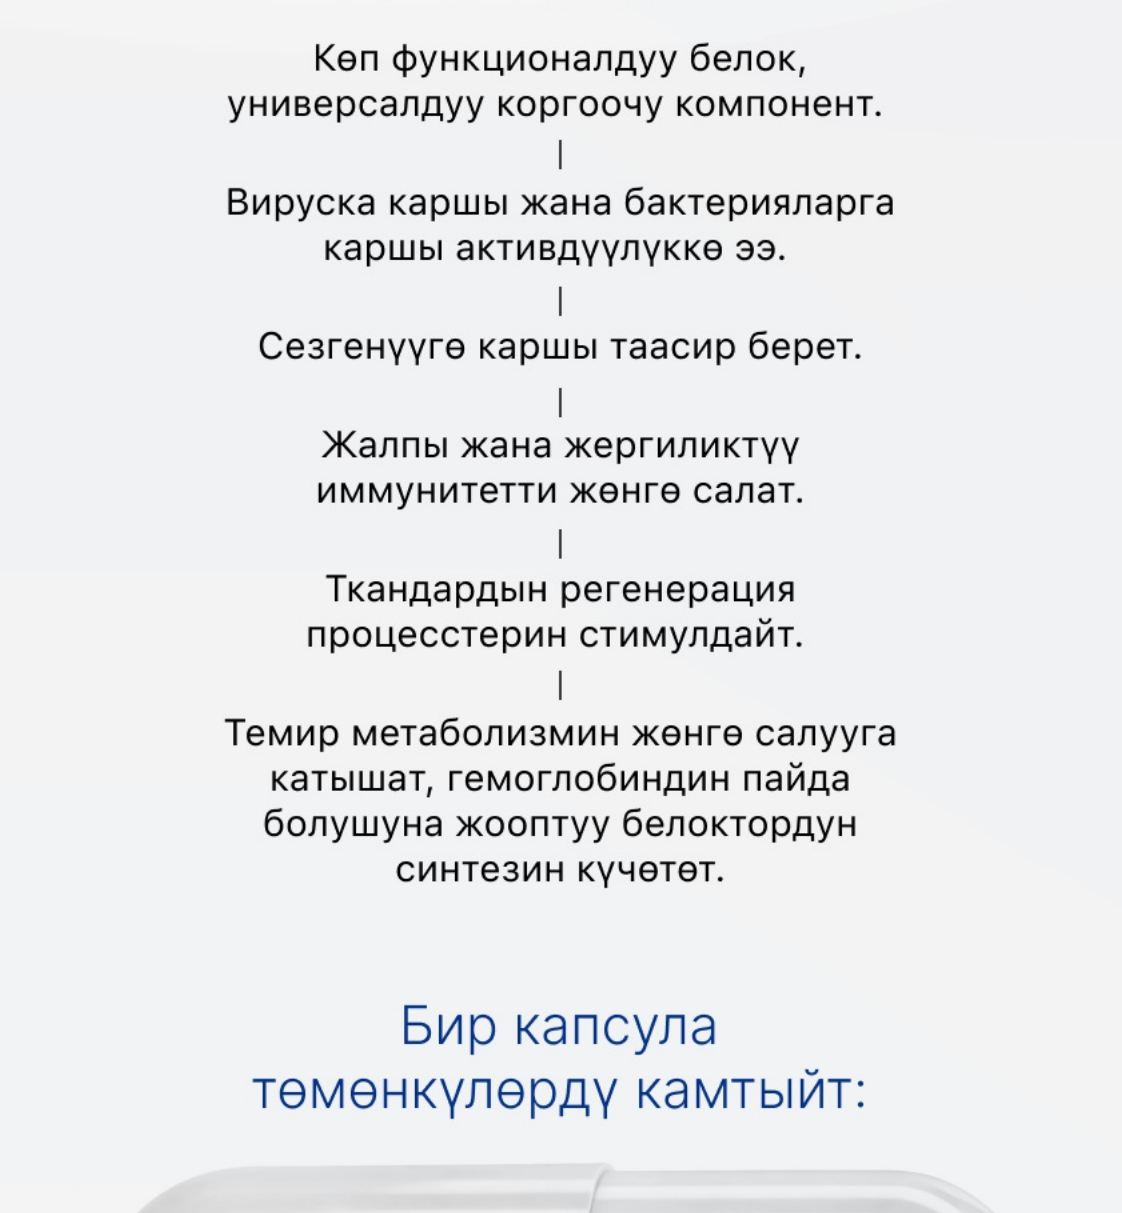 Көп функционалдуу белок,
универсалдуу коргоочу компонент.
Вируска каршы жана бактерияларга
каршы активдүүлүккө ээ.
Сезгенүүгө каршы таасир берет.
Жалпы жана жергиликтүү
иммунитетти жөнгө салат.
Ткандардын регенерация
процесстерин стимулдайт.
Темир метаболизмин жөнгө салууга
катышат, гемоглобиндин пайда
болушуна жооптуу белоктордун
синтезин күчөтөт.
Бир капсула
төмөнкүлөрдү камтыйт: